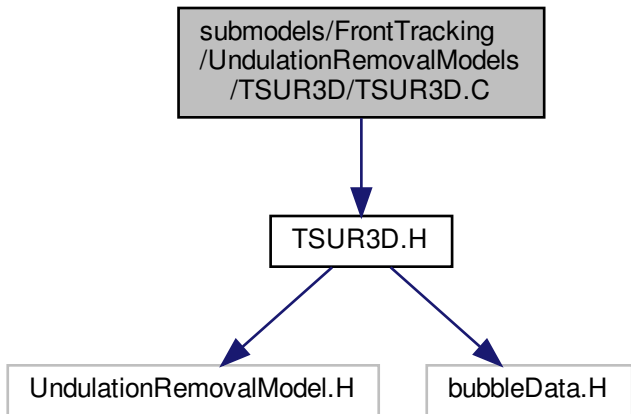 submodels/FrontTracking
/UndulationRemovalModels
/TSUR3D/TSUR3D.C
TSUR3D.H
UndulationRemovalModel.H
bubbleData.H